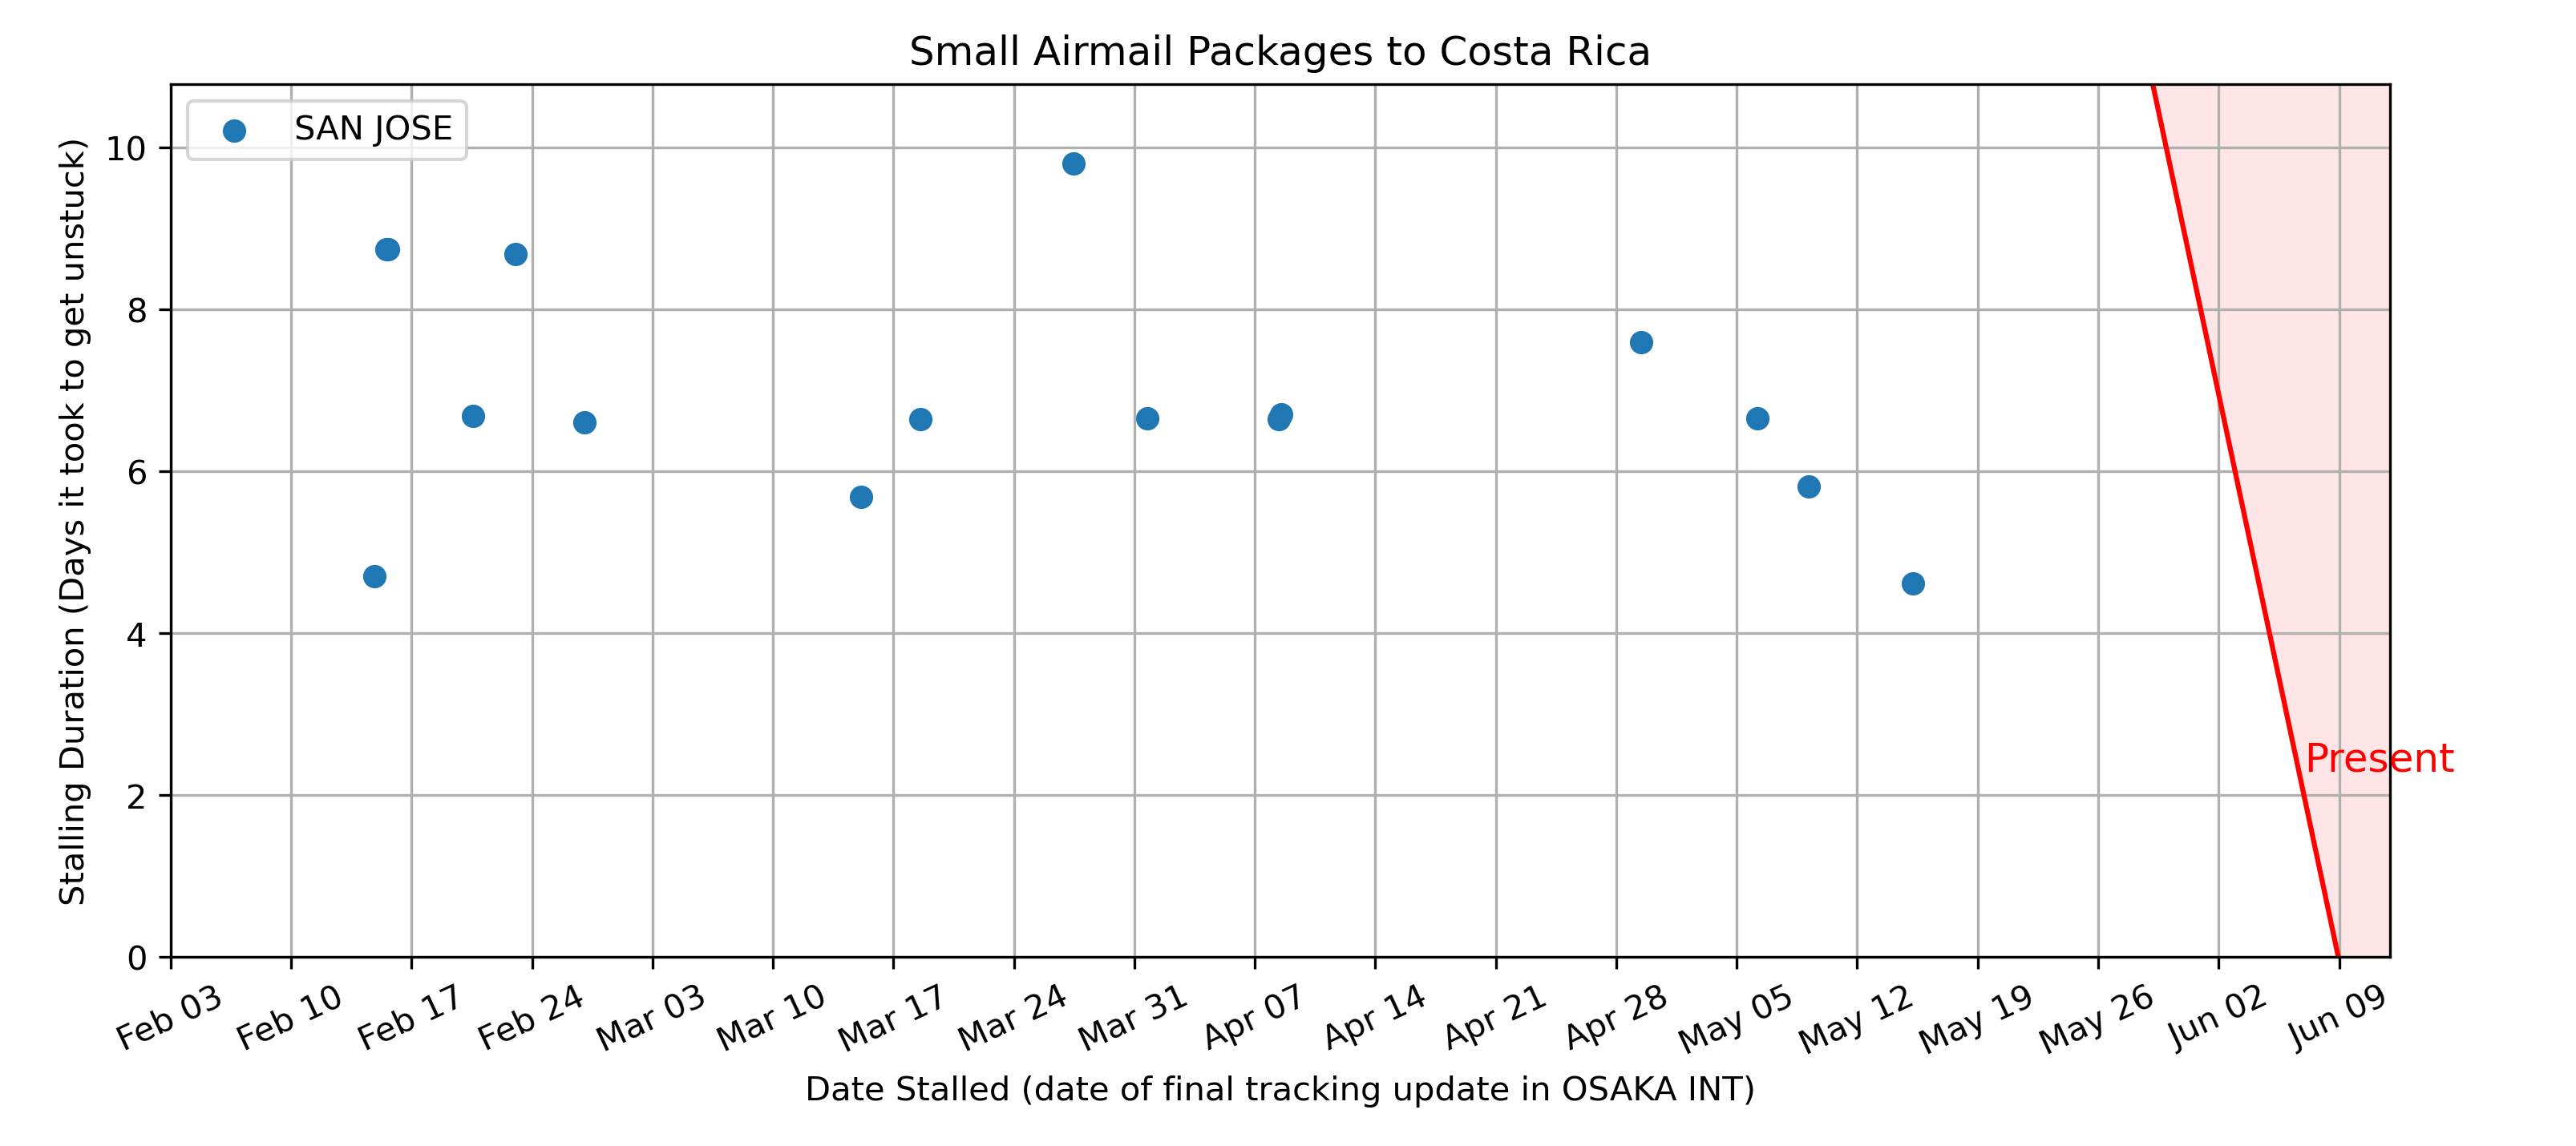 Small Airmail Packages to Costa Rica
SAN JOSE
Stalling Duration (Days it took to get unstuck)
10
8
6
4
2
0
Present
Feb 03
Feb 10
Feb 17
Feb 24
Mar 03
Mar 10
Mar 17
Mar 24
Mar 31
Apr 07
Apr 14
Apr 21
Apr 28
May 05
May 12
May 19
May 26
Jun 02
Jun 09
Date Stalled (date of final tracking update in OSAKA INT)